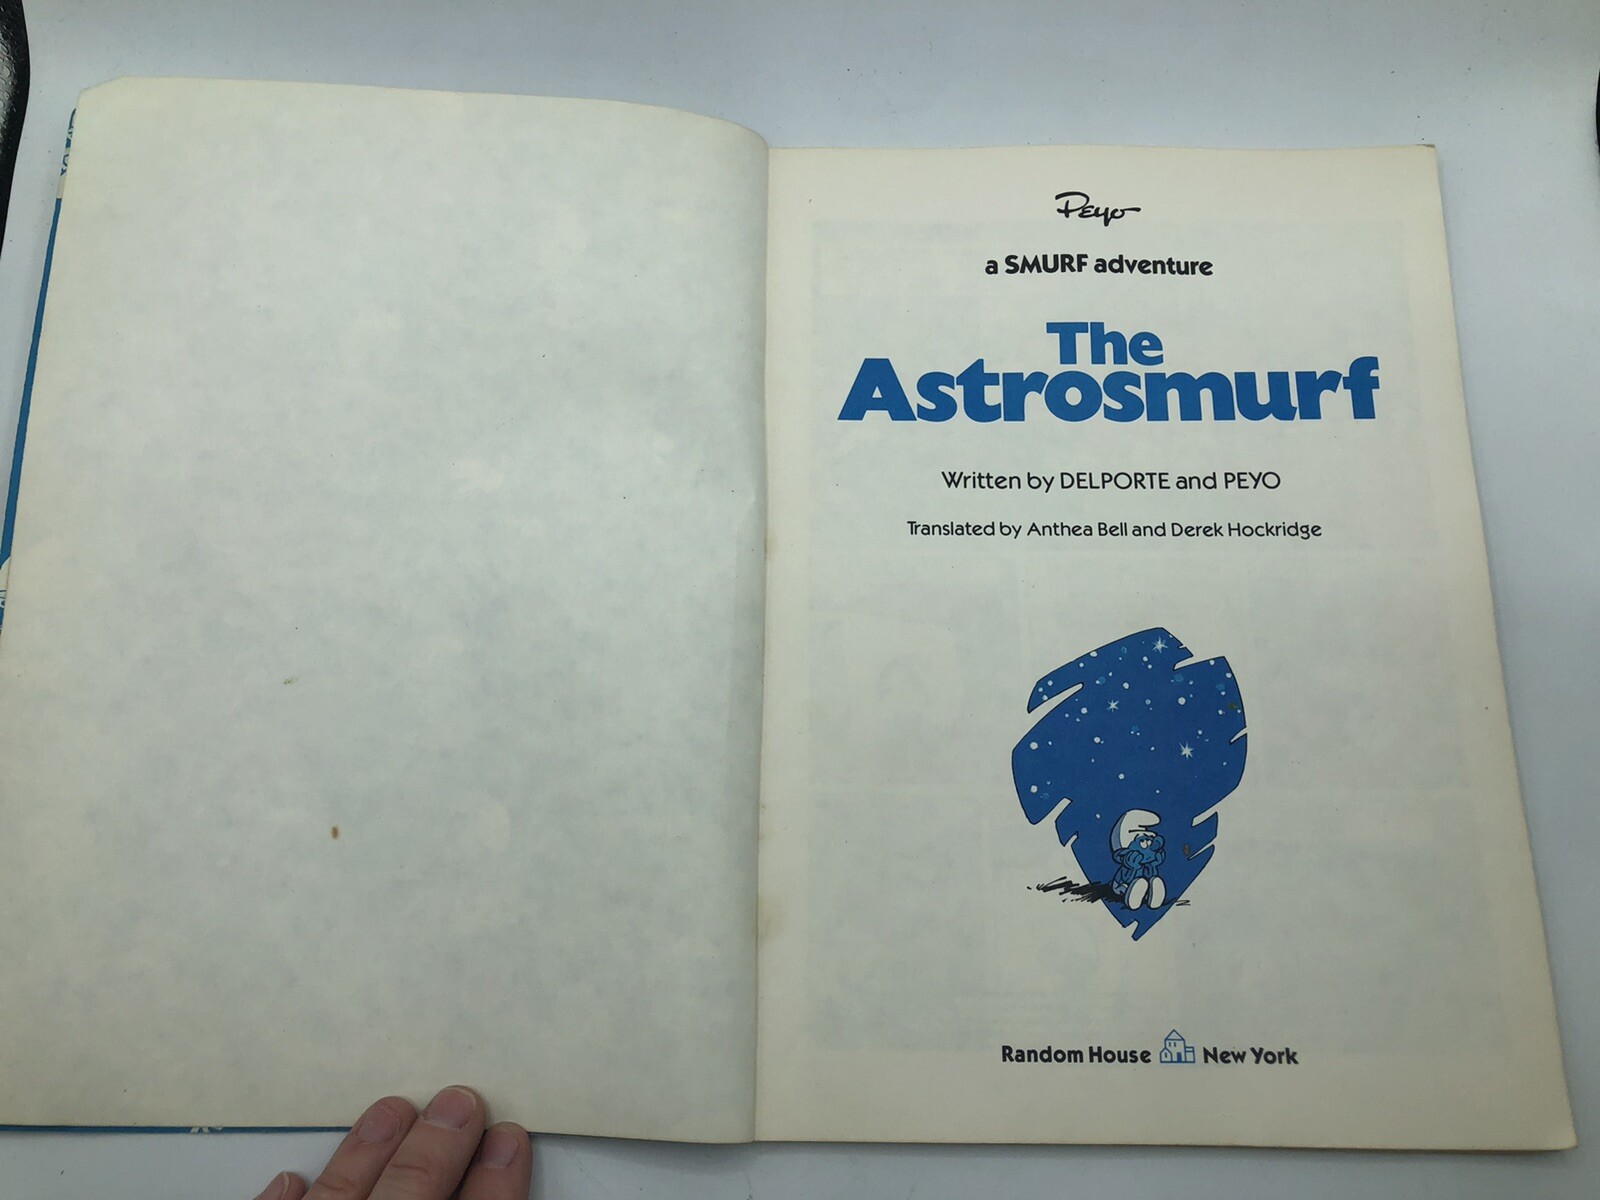 Peyo
a SMURF adventure
The
Astrosmurf
Written by DELPORTE and PEYO
Translated by Anthea Bell and Derek Hockridge
Random House New York